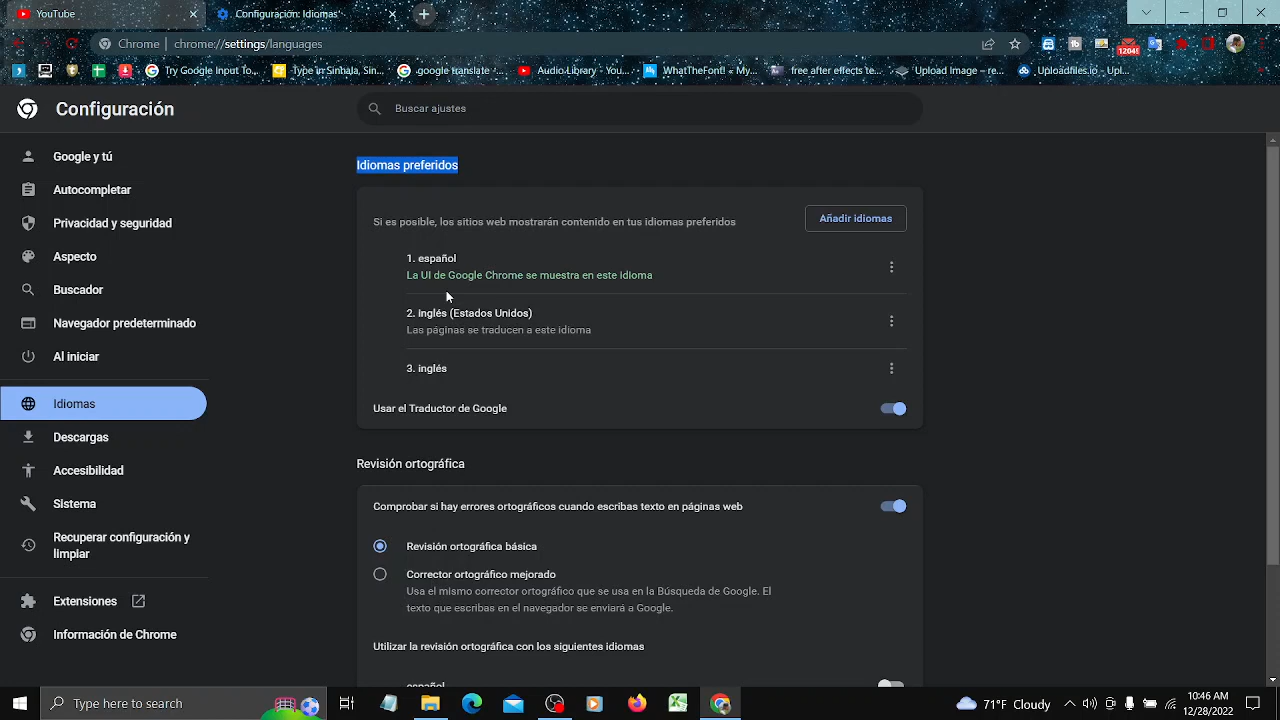 YouTube
Configuración: Idiomas
Chrome
chrome://settings/languages
12045
Try Google Input To...
Type in Sinhala, Sin...
google translate -...
Audio Library - You...
WhatTheFont! « My...
free after effects te...
Upload Image - re...
Uploadfiles.io - Upl...
Configuración
Buscar ajustes
Google y tú
Autocompletar
Privacidad y seguridad
Aspecto
Buscador
Navegador predeterminado
Al iniciar
Idiomas
Descargas
Accesibilidad
Sistema
Recuperar configuración y
limpiar
Extensiones
Información de Chrome
Idiomas preferidos
Si es posible, los sitios web mostrarán contenido en tus idiomas preferidos
Añadir idiomas
1. español
La UI de Google Chrome se muestra en este idioma
2. inglés (Estados Unidos)
Las páginas se traducen a este idioma
3. inglés
Usar el Traductor de Google
Revisión ortográfica
Comprobar si hay errores ortográficos cuando escribas texto en páginas web
Revisión ortográfica básica
Corrector ortográfico mejorado
Usa el mismo corrector ortográfico que se usa en la Búsqueda de Google. El
texto que escribas en el navegador se enviará a Google.
Utilizar la revisión ortográfica con los siguientes idiomas
español
Type here to search
71°F Cloudy
10:46 AM
12/28/2022